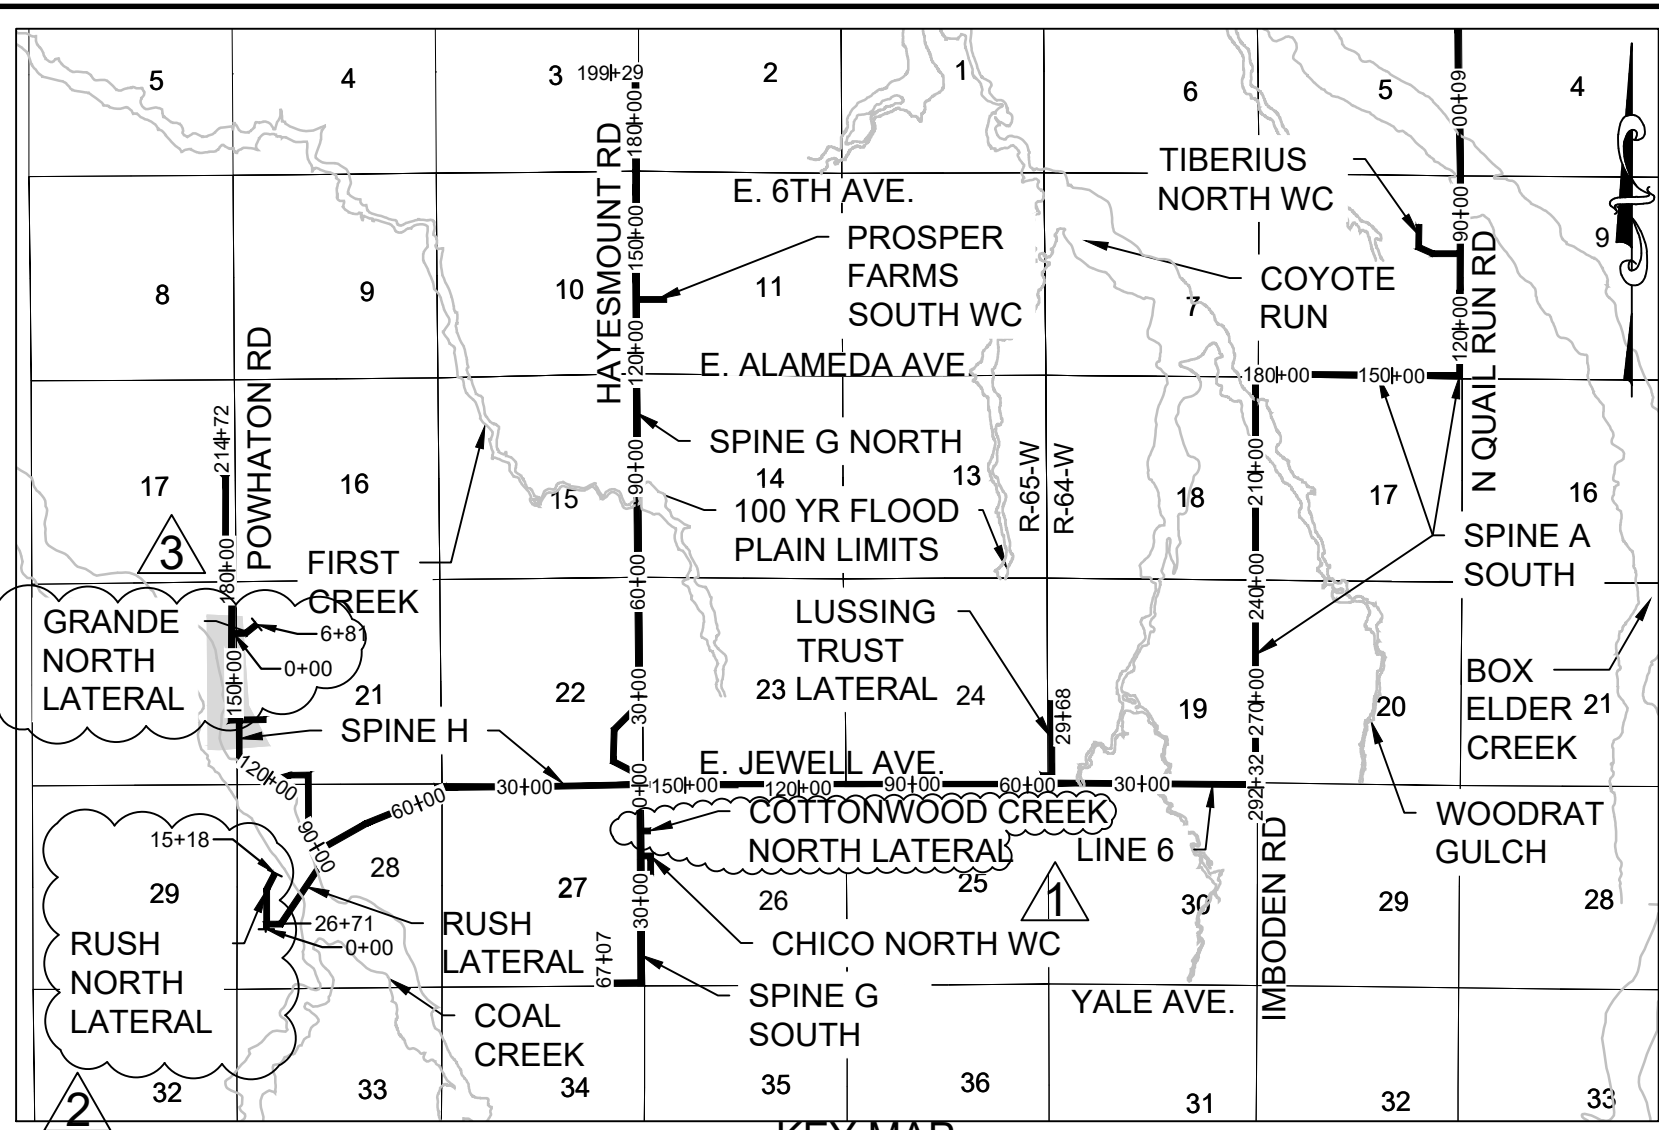 5
4
3
199+29
2
1
6
5
4
180+00
60+00
HAYESMOUNT RD
E. 6TH AVE.
TIBERIUS
NORTH WC
150+00
90+00
9
PROSPER
FARMS
SOUTH WC
COYOTE
RUN
8
9
10
11
7
N QUAIL RUN RD
120+00
120+00
E. ALAMEDA AVE.
180+00
150+00
POWHATON RD
214+72
SPINE G NORTH
90+00
R-65-W
R-64-W
210+00
17
16
15
14
13
18
17
16
100 YR FLOOD
PLAIN LIMITS
3
180+00
FIRST
CREEK
60+00
240+00
SPINE A
SOUTH
GRANDE
NORTH
LATERAL
6+81
0+00
150+00
LUSSING
TRUST
LATERAL
BOX
ELDER
CREEK
21
22
23
24
19
20
21
30+00
29+68
270+00
SPINE H
E. JEWELL AVE.
120+00
60+00
30+00
0+00
150+00
120+00
90+00
60+00
30+00
292+32
90+00
15+18
COTTONWOOD CREEK
NORTH LATERAL
LINE 6
WOODRAT
GULCH
29
28
27
26
25
30
29
28
1
30+00
26+71
0+00
RUSH
NORTH
LATERAL
RUSH
LATERAL
CHICO NORTH WC
67+07
IMBODEN RD
SPINE G
SOUTH
YALE AVE.
COAL
CREEK
2
32
33
34
35
36
31
32
33
KEY MAP